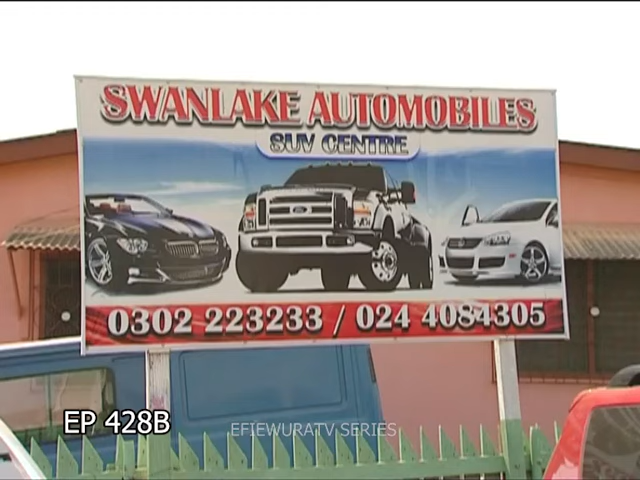 SWANLAKE AUTOMOBILES
SUV CENTRE
0302 223233 / 024 4084305
EP 428B
EFIEWURATV SERIES